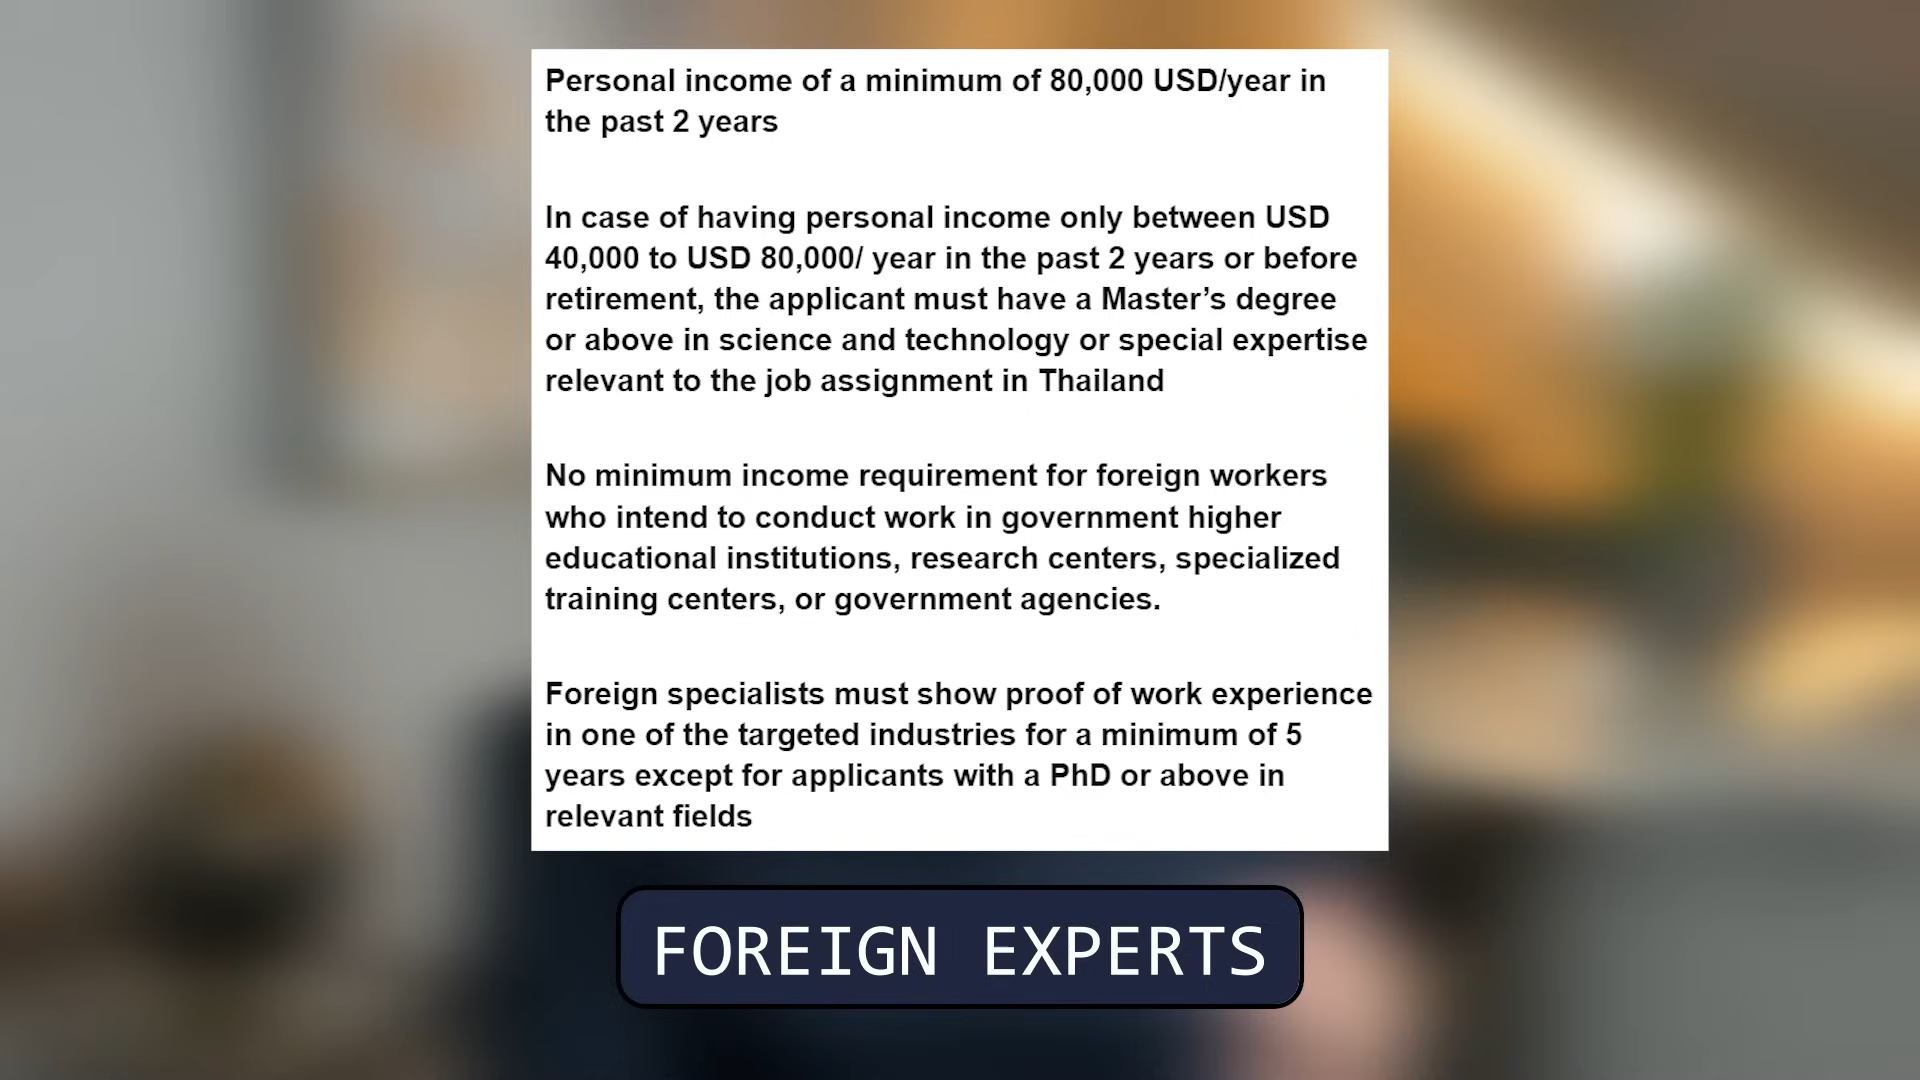 Personal income of a minimum of 80,000 USD/year in
the past 2 years
In case of having personal income only between USD
40,000 to USD 80,000/ year in the past 2 years or before
retirement, the applicant must have a Master’s degree
or above in science and technology or special expertise
relevant to the job assignment in Thailand
No minimum income requirement for foreign workers
who intend to conduct work in government higher
educational institutions, research centers, specialized
training centers, or government agencies.
Foreign specialists must show proof of work experience
in one of the targeted industries for a minimum of 5
years except for applicants with a PhD or above in
relevant fields
FOREIGN EXPERTS